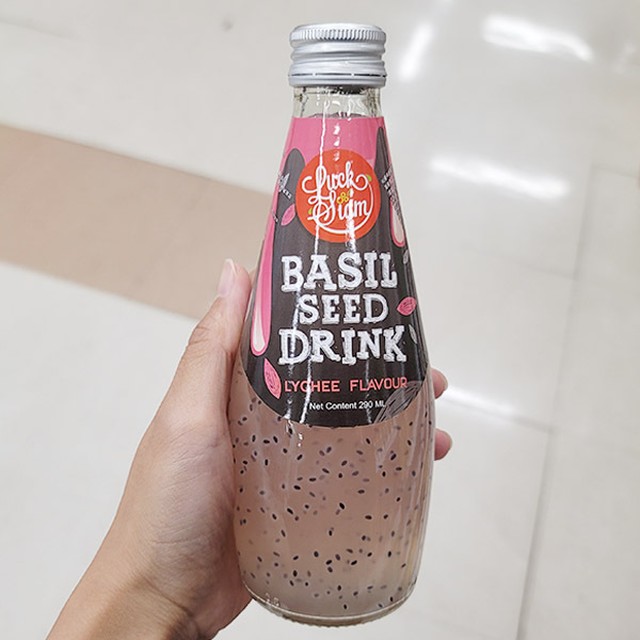 Luck
Siam
BASIL
SEED
DRINK
LYCHEE FLAVOUR
Net Content 290 ML